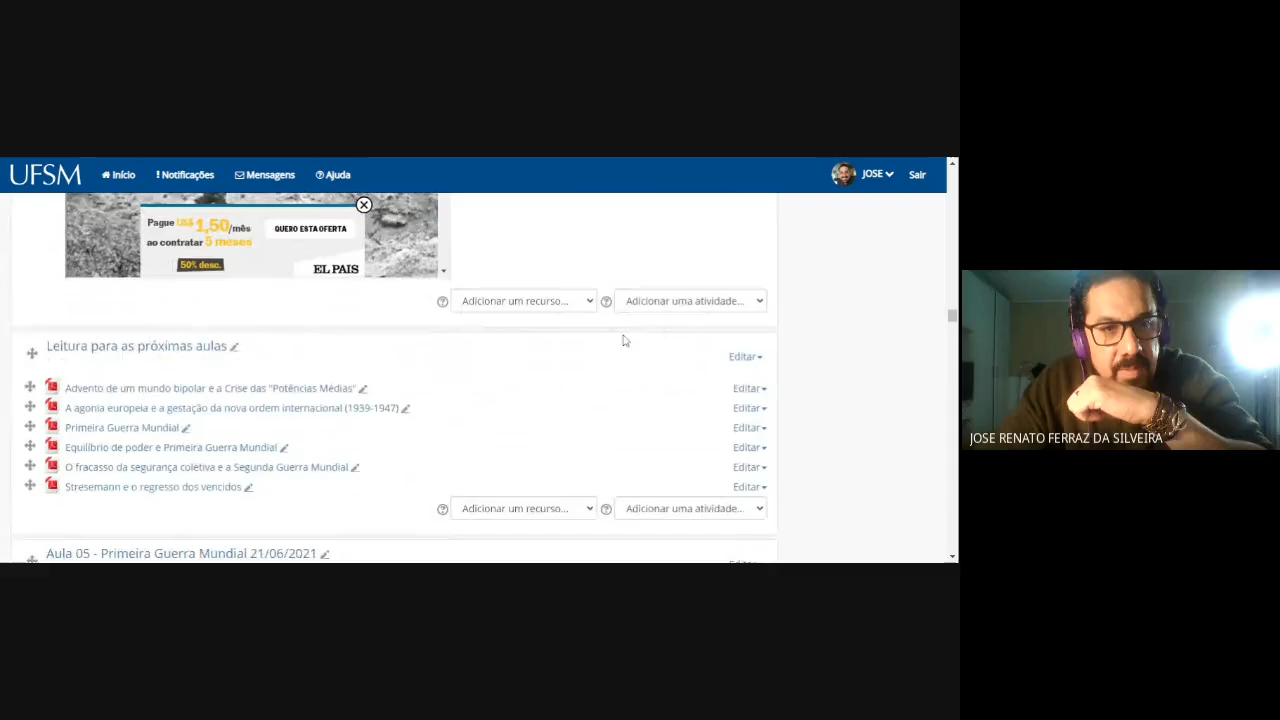 UFSM Início Notificações Mensagens Ajuda JOSE Sair
Pague US$ 1,50/mês
ao contratar 5 meses
50% desc.
QUERO ESTA OFERTA
EL PAIS
Adicionar um recurso... Adicionar uma atividade...
Leitura para as próximas aulas
Editar
Advento de um mundo bipolar e a Crise das "Potências Médias" Editar
A agonia europeia e a gestação da nova ordem internacional (1939-1947) Editar
Primeira Guerra Mundial Editar
Equilíbrio de poder e Primeira Guerra Mundial Editar
O fracasso da segurança coletiva e a Segunda Guerra Mundial Editar
Stresemann e o regresso dos vencidos Editar
Adicionar um recurso... Adicionar uma atividade...
Aula 05 - Primeira Guerra Mundial 21/06/2021
JOSE RENATO FERRAZ DA SILVEIRA